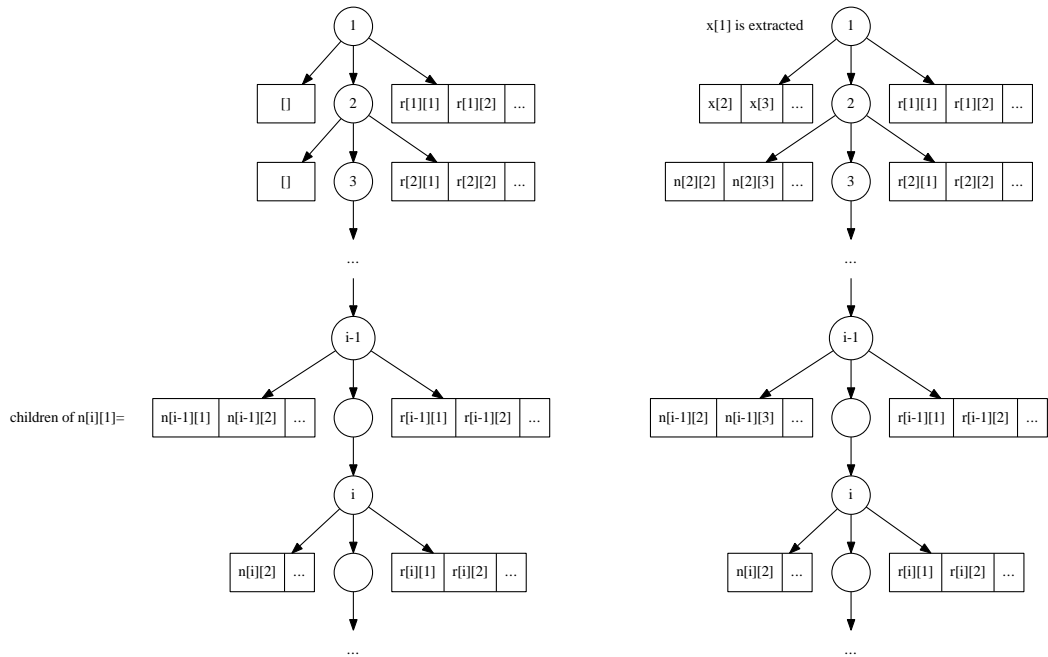 1 x[1] is extracted 1
[] 2 r[1][1] r[1][2] ... x[2] x[3] ... 2 r[1][1] r[1][2] ...
[] 3 r[2][1] r[2][2] ... n[2][2] n[2][3] ... 3 r[2][1] r[2][2] ...
... ...
i-1 i-1
children of n[i][1]= n[i-1][1] n[i-1][2] ... r[i-1][1] r[i-1][2] ... n[i-1][2] n[i-1][3] ... r[i-1][1] r[i-1][2] ...
i i
n[i][2] ... r[i][1] r[i][2] ... n[i][2] ... r[i][1] r[i][2] ...
... ...